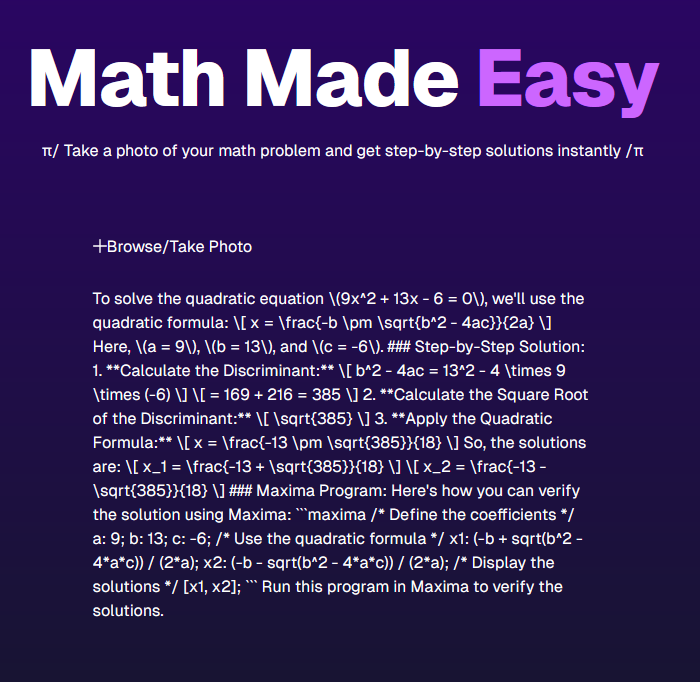 Math Made Easy
π/ Take a photo of your math problem and get step-by-step solutions instantly /π
+Browse/Take Photo
To solve the quadratic equation \(9x^2 + 13x - 6 = 0\), we'll use the
quadratic formula: \[ x = \frac{-b \pm \sqrt{b^2 - 4ac}}{2a} \]
Here, \(a = 9\), \(b = 13\), and \(c = -6\). ### Step-by-Step Solution:
1. **Calculate the Discriminant:** \[ b^2 - 4ac = 13^2 - 4 \times 9
\times (-6) \] \[ = 169 + 216 = 385 \] 2. **Calculate the Square Root
of the Discriminant:** \[ \sqrt{385} \] 3. **Apply the Quadratic
Formula:** \[ x = \frac{-13 \pm \sqrt{385}}{18} \] So, the solutions
are: \[ x_1 = \frac{-13 + \sqrt{385}}{18} \] \[ x_2 = \frac{-13 -
\sqrt{385}}{18} \] ### Maxima Program: Here's how you can verify
the solution using Maxima: ```maxima /* Define the coefficients */
a: 9; b: 13; c: -6; /* Use the quadratic formula */ x1: (-b + sqrt(b^2 -
4*a*c)) / (2*a); x2: (-b - sqrt(b^2 - 4*a*c)) / (2*a); /* Display the
solutions */ [x1, x2]; ``` Run this program in Maxima to verify the
solutions.